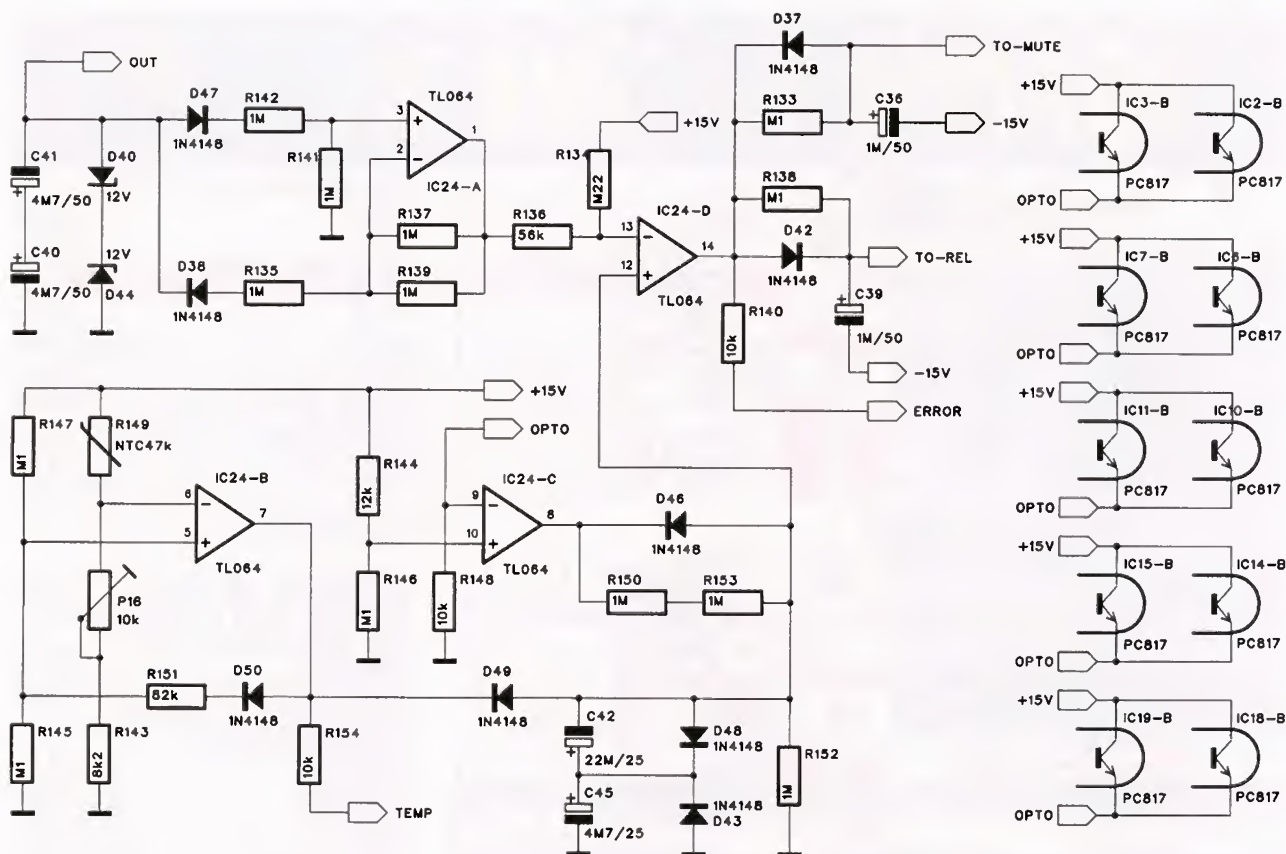 OUT
D47
1N4148
R142
1M
TL064
3
+
1
2
−
IC24-A
R141
1M
C41
+
4M7/50
D40
12V
C40
+
4M7/50
12V
D44
D38
1N4148
R135
1M
R137
1M
R139
1M
R136
56k
+15V
R134
M22
IC24-D
13
−
14
12
+
TL064
D37
1N4148
TO-MUTE
R133
M1
C36
+
1M/50
-15V
R138
M1
D42
1N4148
TO-REL
C39
+
1M/50
-15V
R140
10k
ERROR
R147
M1
R149
NTC47k
+15V
OPTO
IC24-B
6
−
7
5
+
TL064
R144
12k
IC24-C
9
−
8
10
+
TL064
D46
1N4148
R146
M1
R148
10k
R150
1M
R153
1M
P16
10k
R151
82k
D50
1N4148
D49
1N4148
R145
M1
R143
8k2
R154
10k
TEMP
C42
+
22M/25
D48
1N4148
C45
+
4M7/25
1N4148
D43
R152
1M
+15V
IC3-B
IC2-B
PC817
PC817
OPTO
+15V
IC7-B
IC6-B
PC817
PC817
OPTO
+15V
IC11-B
IC10-B
PC817
PC817
OPTO
+15V
IC15-B
IC14-B
PC817
PC817
OPTO
+15V
IC19-B
IC18-B
PC817
PC817
OPTO